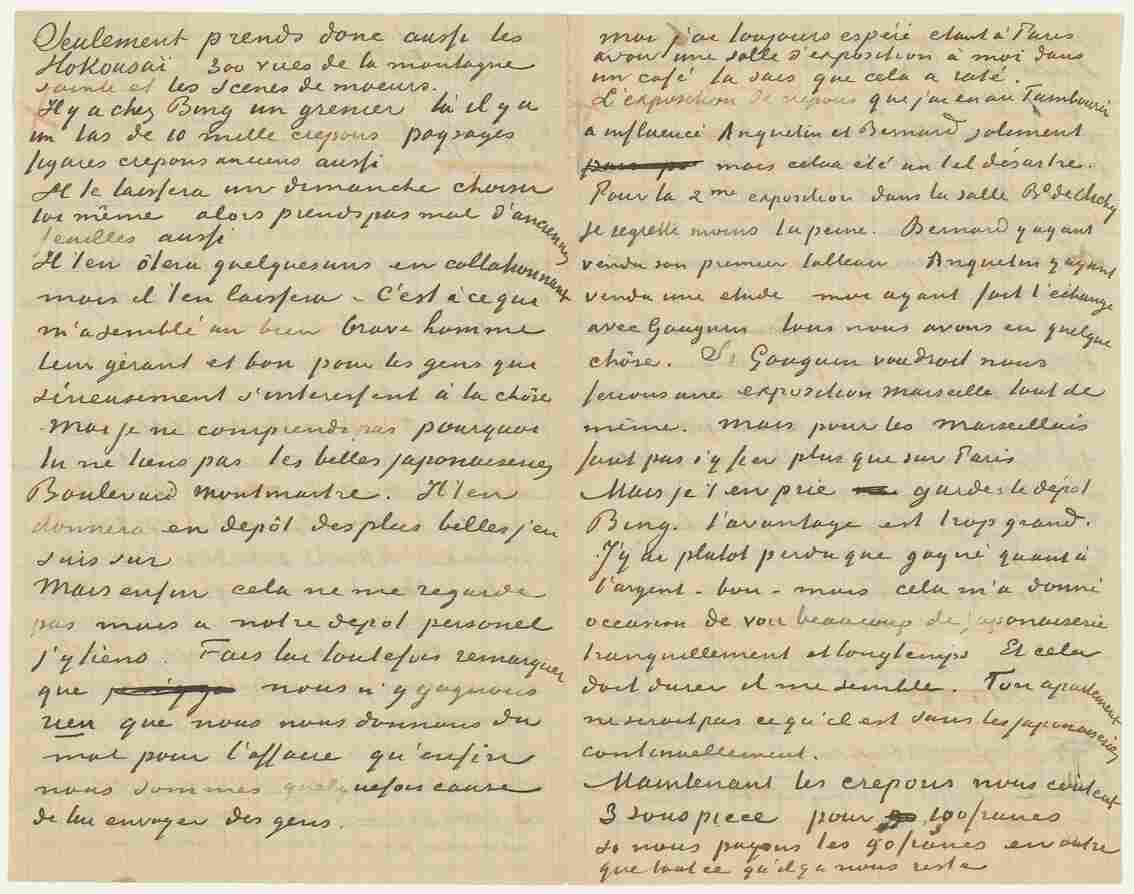 Seulement prends donc aussi les
Hokousaï 300 vues de la montagne
sainte et les scenes de moeurs.
Il y a chez Bing un grenier là il y a
un tas de 10 mille crepons paysages
figures crepons anciens aussi
Il te laissera un dimanche choisir
toi même alors prends pas mal d'anciennes
feuilles aussi
Il t'en ôtera quelquesuns en collationnant
mais il t'en laissera – C'est à ce que
m'a semblé un bien brave homme
leur gérant et bon pour les gens qui
sérieusement s'interessent à la chôse
Moi je ne comprends pas pourquoi
tu ne tiens pas les belles japonaiseries
Boulevard Montmartre. Il t'en
donnera en depôt des plus belles j'en
suis sur
Mais enfin cela ne me regarde
pas mais a notre depot personel
j'y tiens. Fais lui toutefois remarquer
que nous n'y gagnons
rien que nous nous donnons du
mal pour l'affaire qu'enfin
nous sommes quelquefois cause
de lui envoyer des gens.
moi j'ai toujours espéré etant à Paris
avoir une salle d'exposition à moi dans
un café tu sais que cela a raté.
L'exposition de crepons que j'ai eu au Tambourin
a influencé Anquetin et Bernard joliment
mais cela a été un tel désastre.
Pour la 2me exposition dans la salle Bd de Clichy
je regrette moins la peine. Bernard y ayant
vendu son premier tableau Anquetin y ayant
vendu une etude moi ayant fait l'échange
avec Gauguin tous nous avons eu quelque
chôse. Si Gauguin voudrait nous
ferions une exposition Marseille tout de
même. Mais pour les Marseillais
faut pas s'y fier plus que sur Paris
Mais je t'en prie gardes le depot
Bing. l'avantage est trop grand.
J'y ai plutot perdu que gagné quant à
l'argent – bon – mais cela m'a donné
occasion de voir beaucoup de japonaiserie
tranquillement et longtemps Et cela
doit durer il me semble. Ton apartement
ne serait pas ce qu'il est sans les japonaiseries
continuellement.
Maintenant les crepons nous coutent
3 sous piece pour 100 francs
si nous payons les 90 francs en outre
que tout ce qu'il y a nous reste